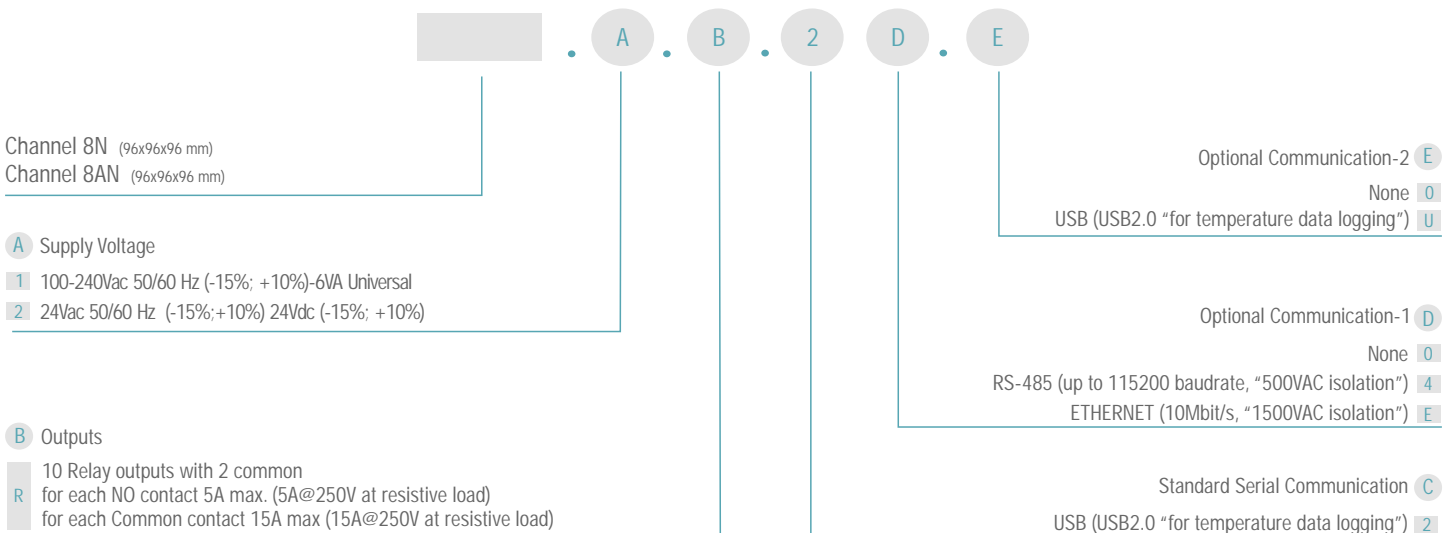 . A . B . 2 D . E
Channel 8N (96x96x96 mm)
Channel 8AN (96x96x96 mm)
A Supply Voltage
1 100-240Vac 50/60 Hz (-15%; +10%)-6VA Universal
2 24Vac 50/60 Hz (-15%;+10%) 24Vdc (-15%; +10%)
B Outputs
R
10 Relay outputs with 2 common
for each NO contact 5A max. (5A@250V at resistive load)
for each Common contact 15A max (15A@250V at resistive load)
Optional Communication-2 E
None 0
USB (USB2.0 “for temperature data logging”) U
Optional Communication-1 D
None 0
RS-485 (up to 115200 baudrate, “500VAC isolation”) 4
ETHERNET (10Mbit/s, “1500VAC isolation”) E
Standard Serial Communication C
USB (USB2.0 “for temperature data logging”) 2